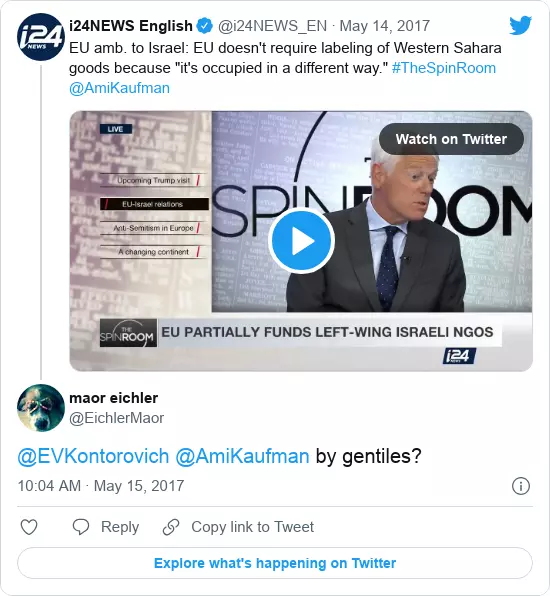 i24
NEWS
i24NEWS English @i24NEWS_EN · May 14, 2017
EU amb. to Israel: EU doesn't require labeling of Western Sahara
goods because "it's occupied in a different way." #TheSpinRoom
@AmiKaufman
LIVE
Watch on Twitter
Upcoming Trump visit
EU-Israel relations
Anti-Semitism in Europe
A changing continent
THE
SPINROOM
THE
SPINROOM
EU PARTIALLY FUNDS LEFT-WING ISRAELI NGOS
i24
NEWS
maor eichler
@EichlerMaor
@EVKontorovich @AmiKaufman by gentiles?
10:04 AM · May 15, 2017
Reply
Copy link to Tweet
Explore what's happening on Twitter